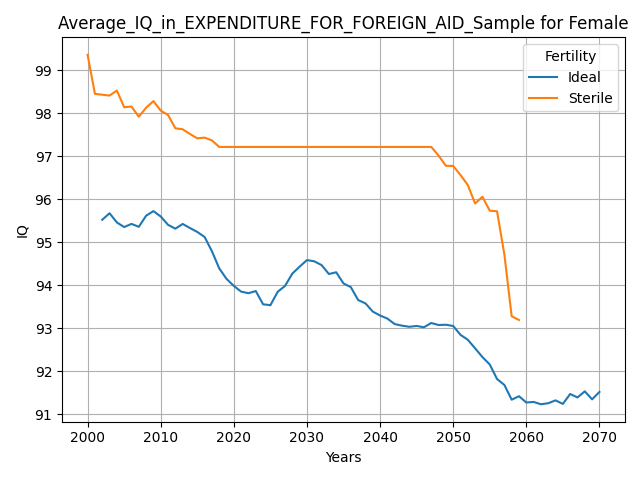 Average_IQ_in_EXPENDITURE_FOR_FOREIGN_AID_Sample for Female
Fertility
Ideal
Sterile
IQ
99
98
97
96
95
94
93
92
91
2000 2010 2020 2030 2040 2050 2060 2070
Years